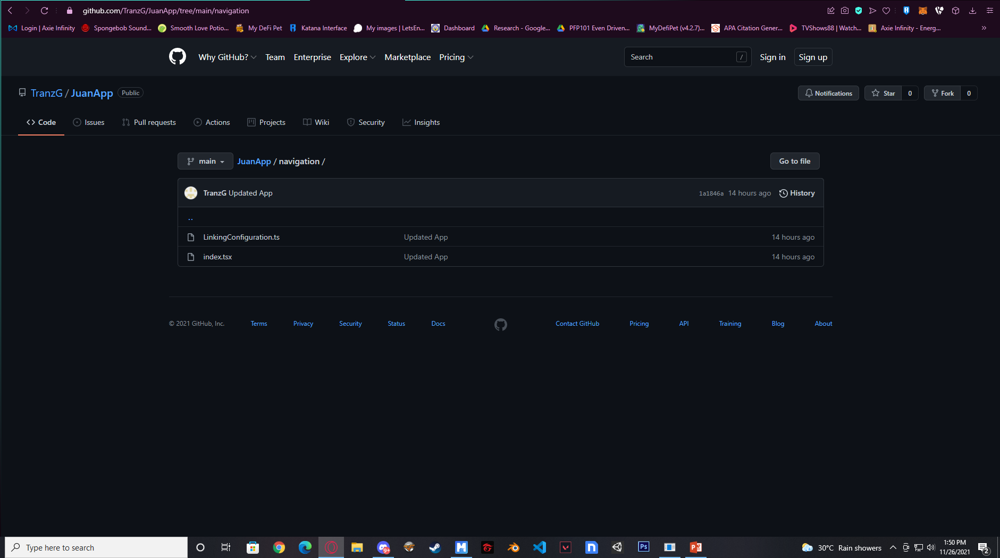 github.com/TranzG/JuanApp/tree/main/navigation
Login | Axie Infinity Spongebob Sound... Smooth Love Potio... My DeFi Pet Katana Interface My images | LetsEn... Dashboard Research - Google... PFP101 Even Driven... MyDefiPet (v4.2.7)... APA Citation Gener... TVShows88 | Watch... Axie Infinity - Energ... »
Why GitHub? Team Enterprise Explore Marketplace Pricing Search / Sign in Sign up
TranzG / JuanApp Public Notifications Star 0 Fork 0
Code Issues Pull requests Actions Projects Wiki Security Insights
main JuanApp / navigation / Go to file
TranzG Updated App 1a1846a 14 hours ago History
..
LinkingConfiguration.ts Updated App 14 hours ago
index.tsx Updated App 14 hours ago
© 2021 GitHub, Inc. Terms Privacy Security Status Docs Contact GitHub Pricing API Training Blog About
Type here to search 9+ Ps 30°C Rain showers 1:50 PM
11/26/2021 2